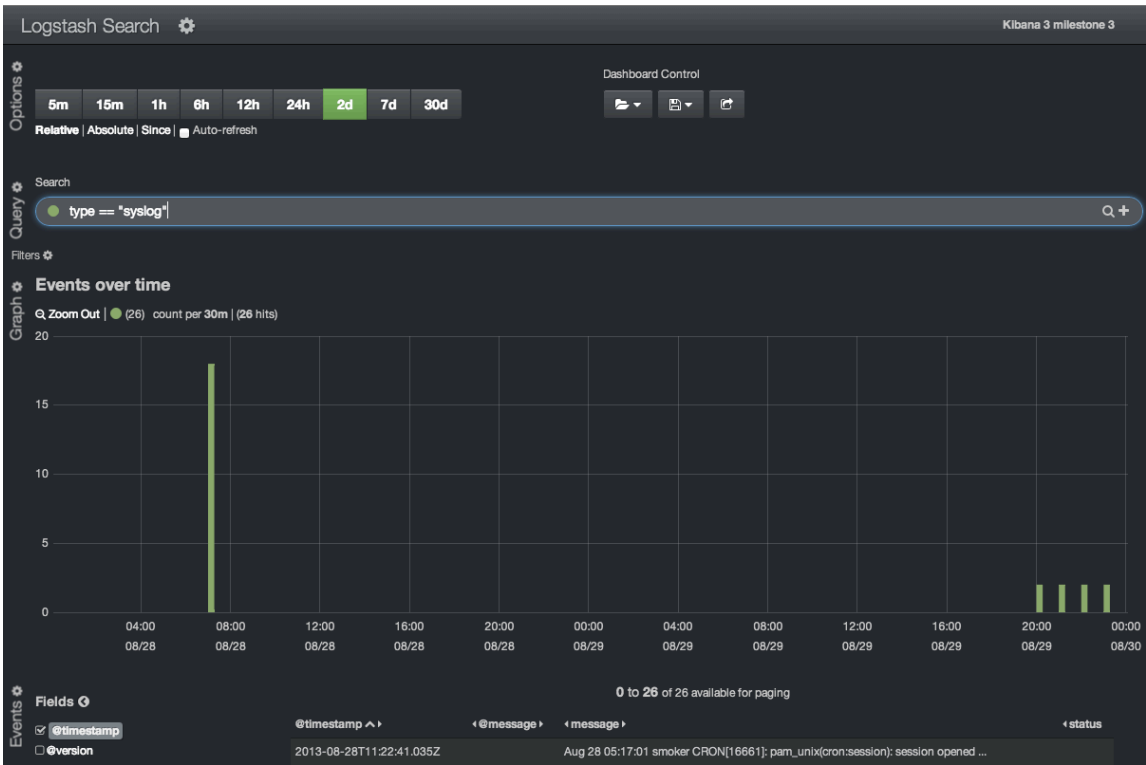 Logstash Search
Kibana 3 milestone 3
Options
Dashboard Control
5m 15m 1h 6h 12h 24h 2d 7d 30d
Relative | Absolute | Since | Auto-refresh
Query
Search
type == "syslog"
Filters
Graph
Events over time
Zoom Out | (26) count per 30m | (26 hits)
20
15
10
5
0
04:00 08:00 12:00 16:00 20:00 00:00 04:00 08:00 12:00 16:00 20:00 00:00
08/28 08/28 08/28 08/28 08/28 08/29 08/29 08/29 08/29 08/29 08/29 08/30
Events
Fields
0 to 26 of 26 available for paging
@timestamp
@version
@timestamp @message message status
2013-08-28T11:22:41.035Z Aug 28 05:17:01 smoker CRON[16661]: pam_unix(cron:session): session opened ...